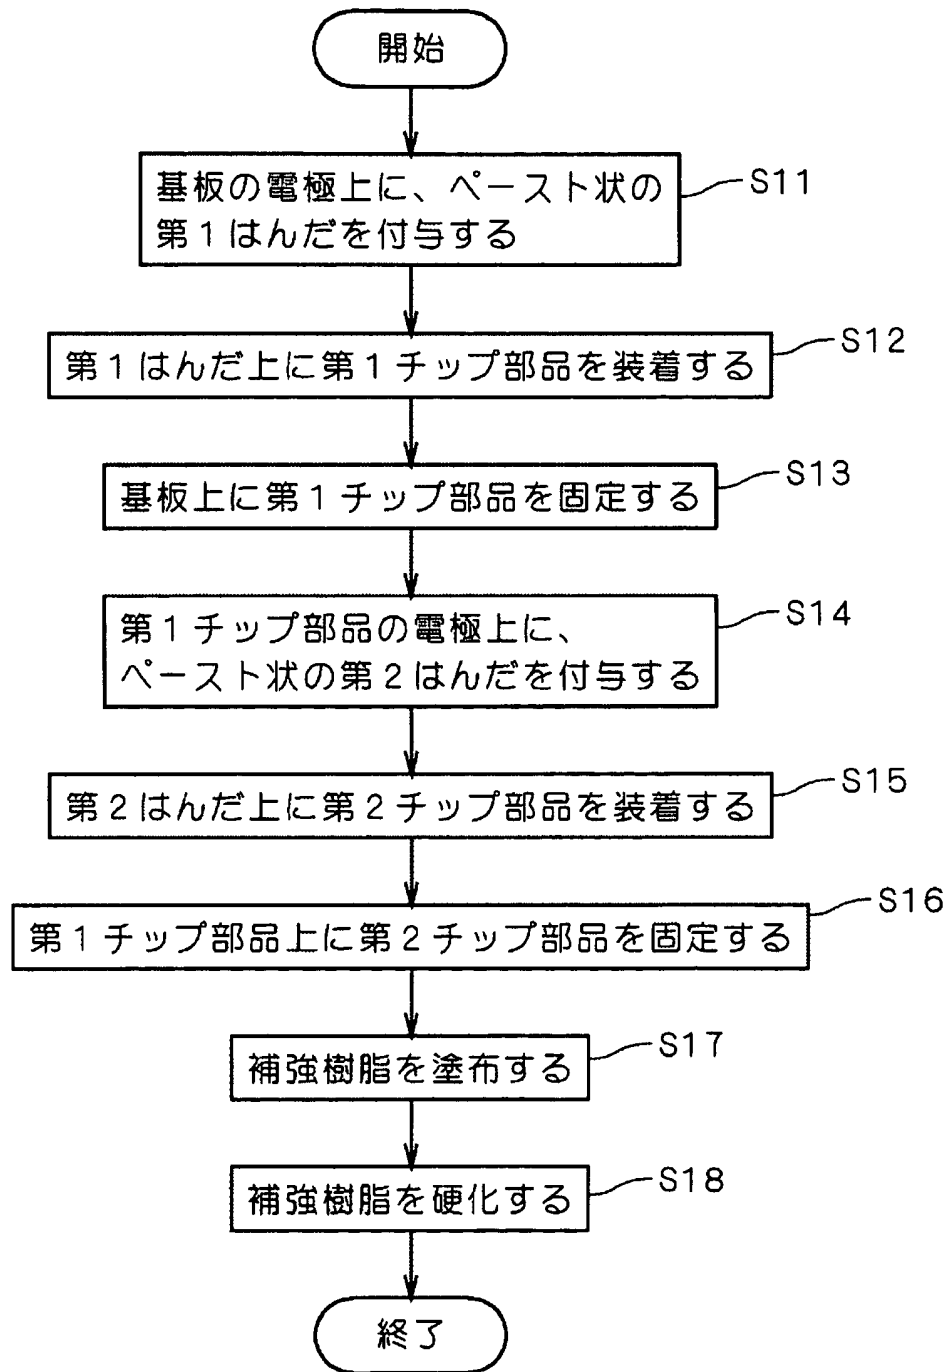 開始
基板の電極上に、ペースト状の
第1はんだを付与する
S11
第1はんだ上に第1チップ部品を装着する
S12
基板上に第1チップ部品を固定する
S13
第1チップ部品の電極上に、
ペースト状の第2はんだを付与する
S14
第2はんだ上に第2チップ部品を装着する
S15
第1チップ部品上に第2チップ部品を固定する
S16
補強樹脂を塗布する
S17
補強樹脂を硬化する
S18
終了